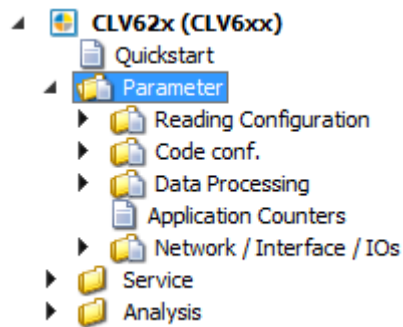 CLV62x (CLV6xx)
Quickstart
Parameter
Reading Configuration
Code conf.
Data Processing
Application Counters
Network / Interface / IOs
Service
Analysis